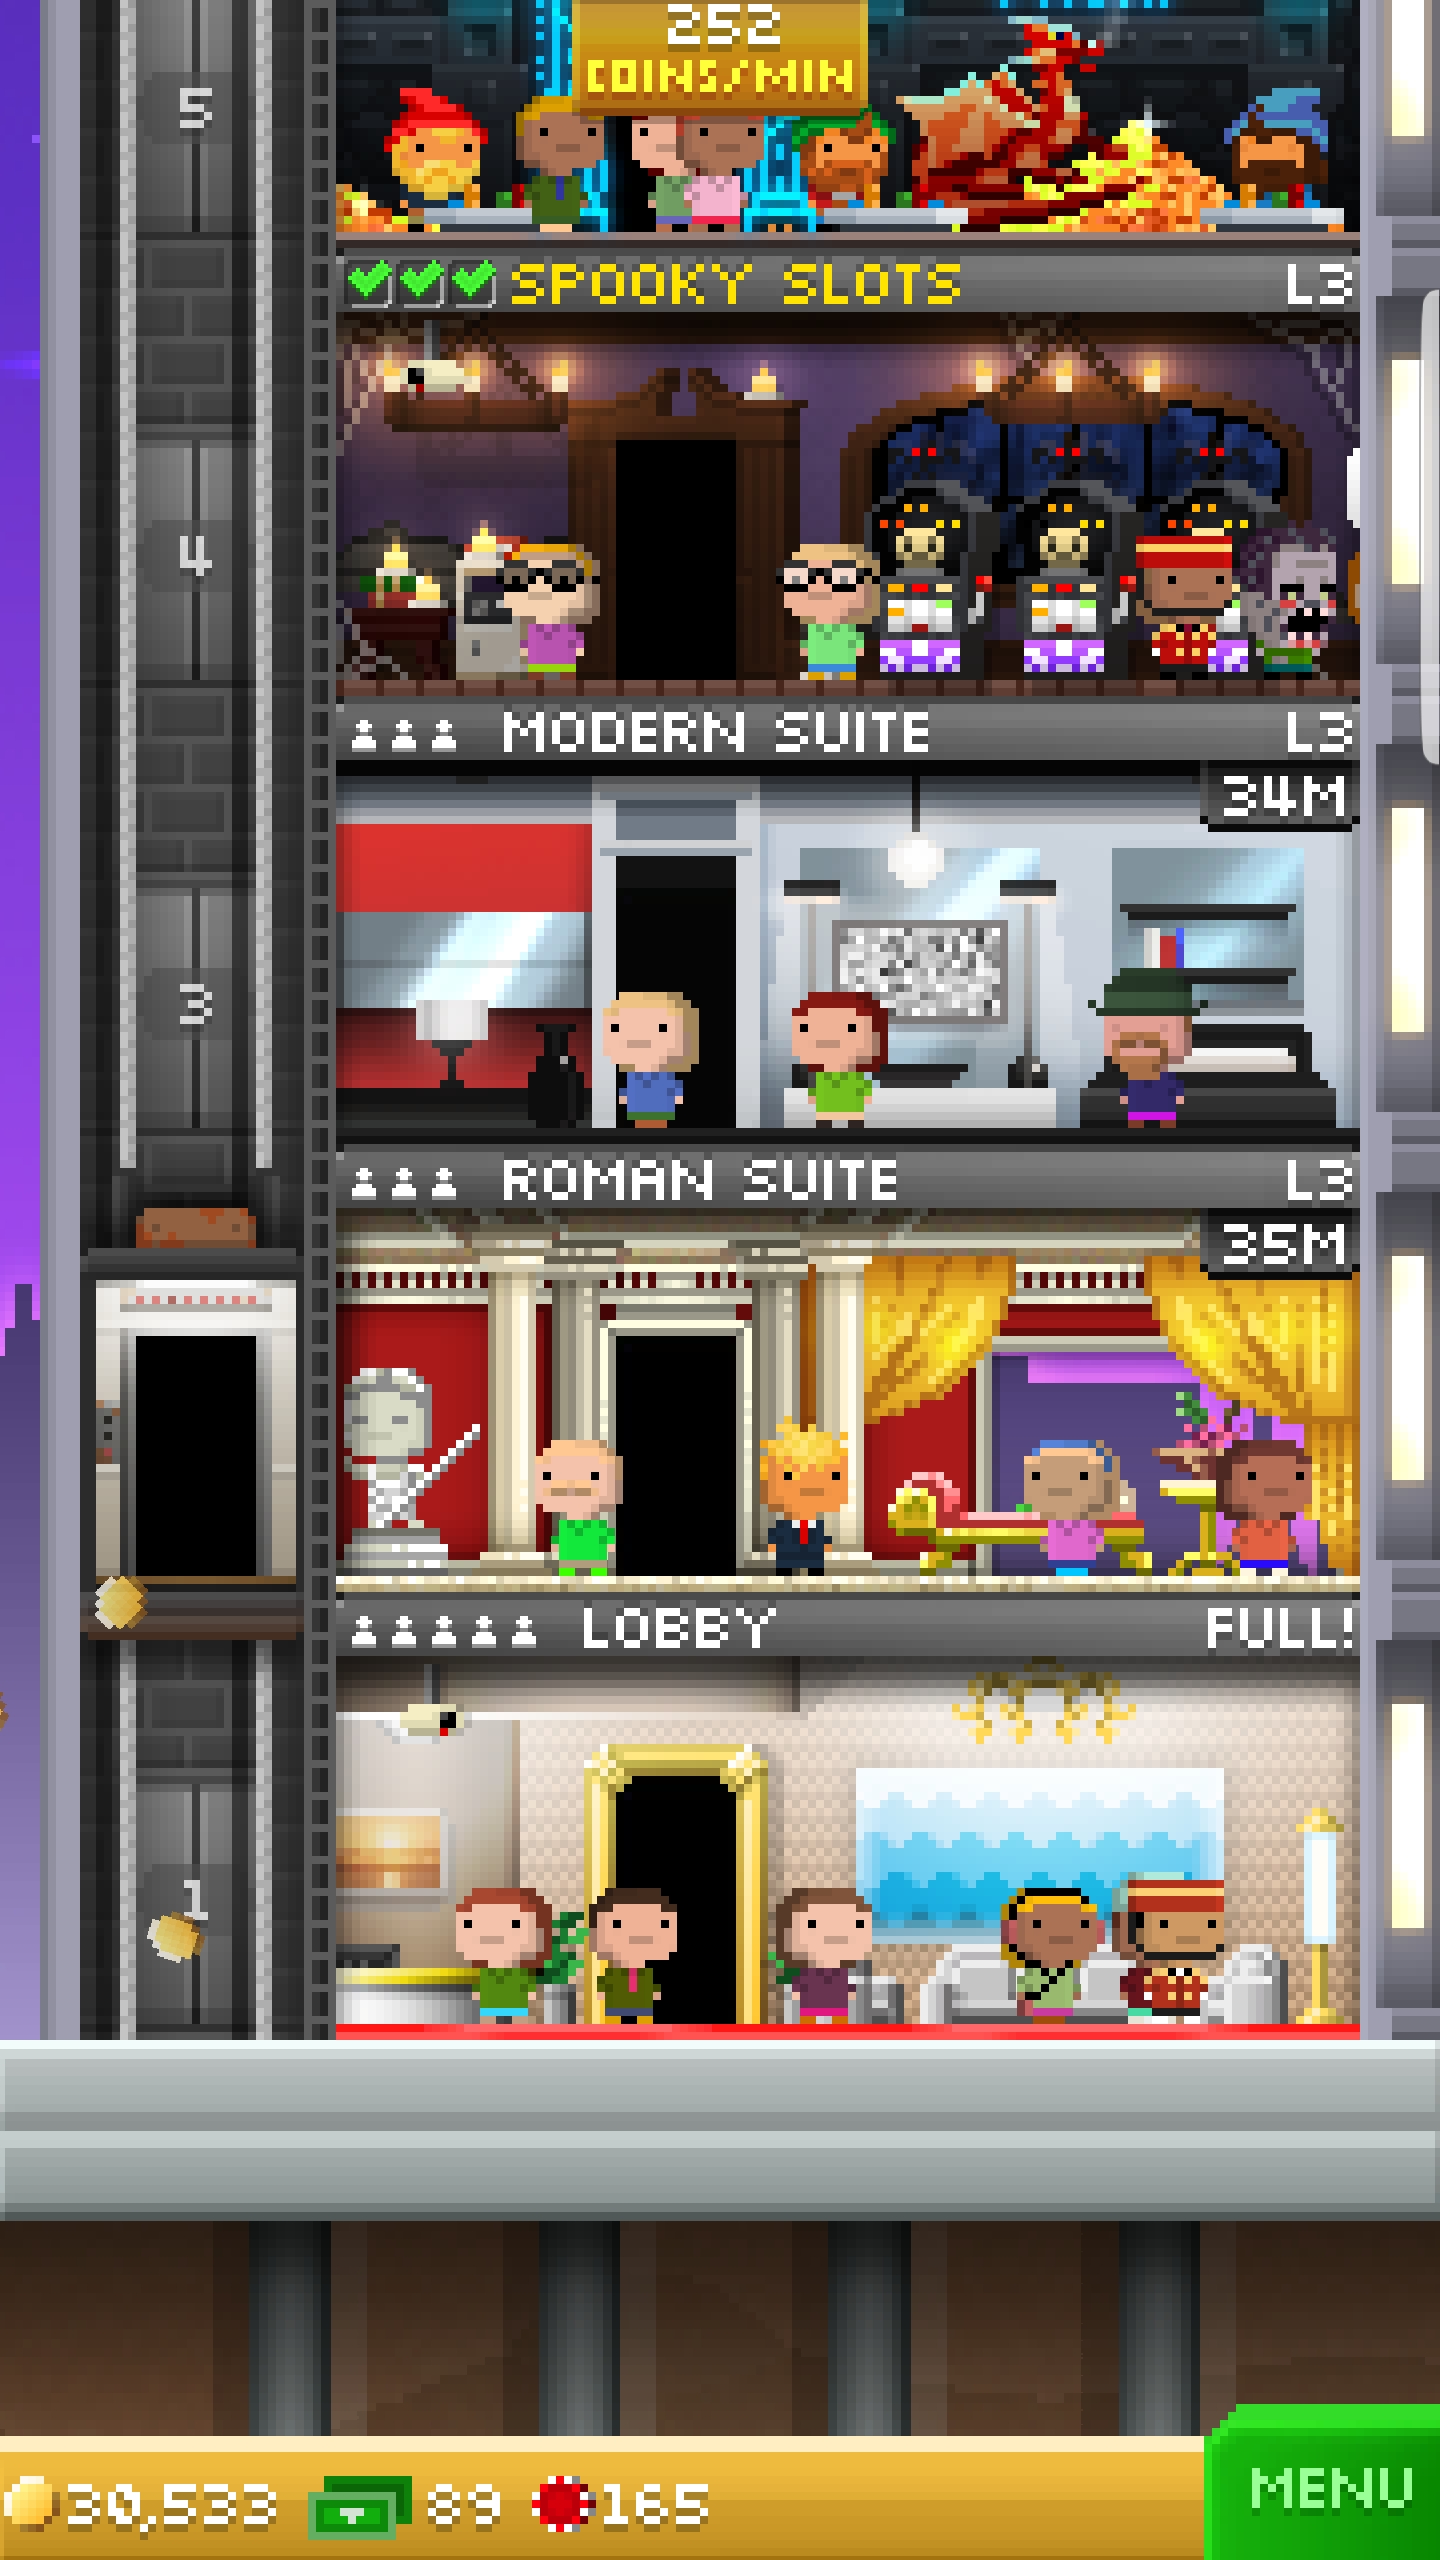 252
COINS/MIN
5
SPOOKY SLOTS L3
4
MODERN SUITE L3
34M
3
ROMAN SUITE L3
35M
LOBBY FULL!
1
30,533 89 165
MENU